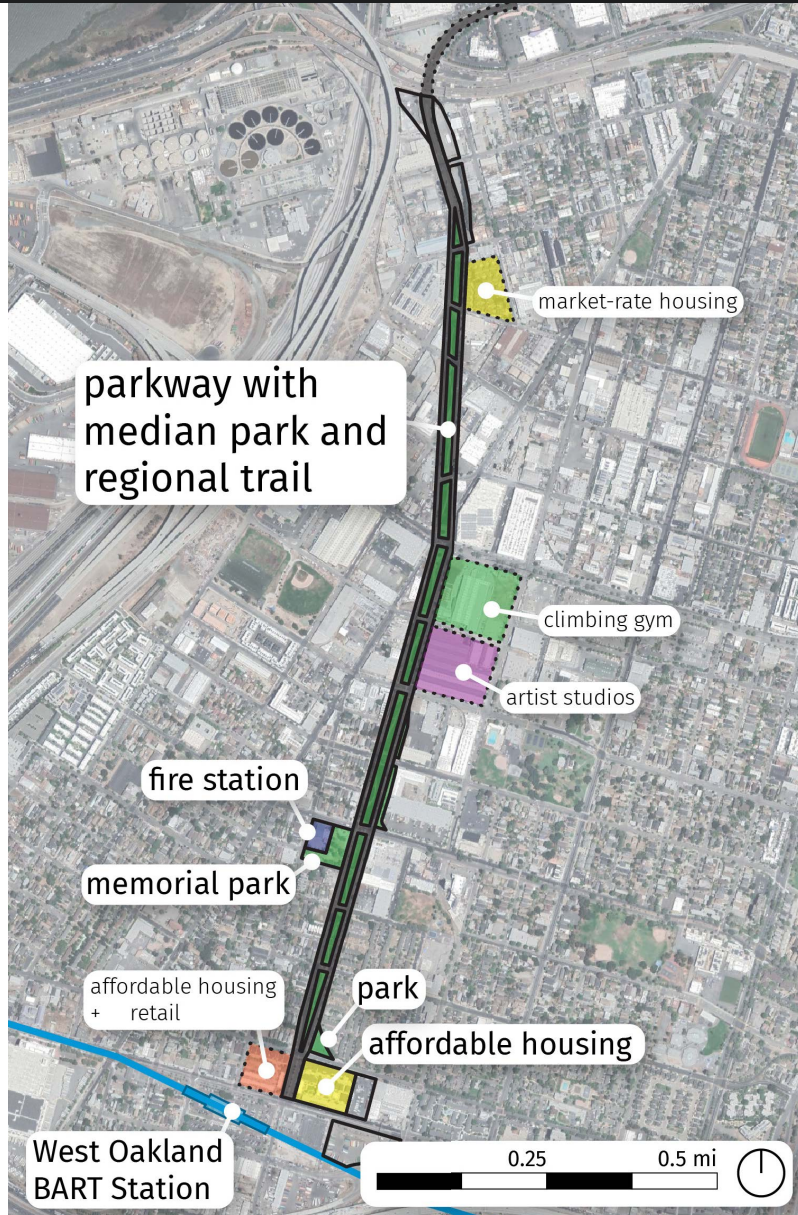 market-rate housing
parkway with
median park and
regional trail
climbing gym
artist studios
fire station
memorial park
affordable housing
+ retail
park
affordable housing
West Oakland
BART Station
0.25 0.5 mi